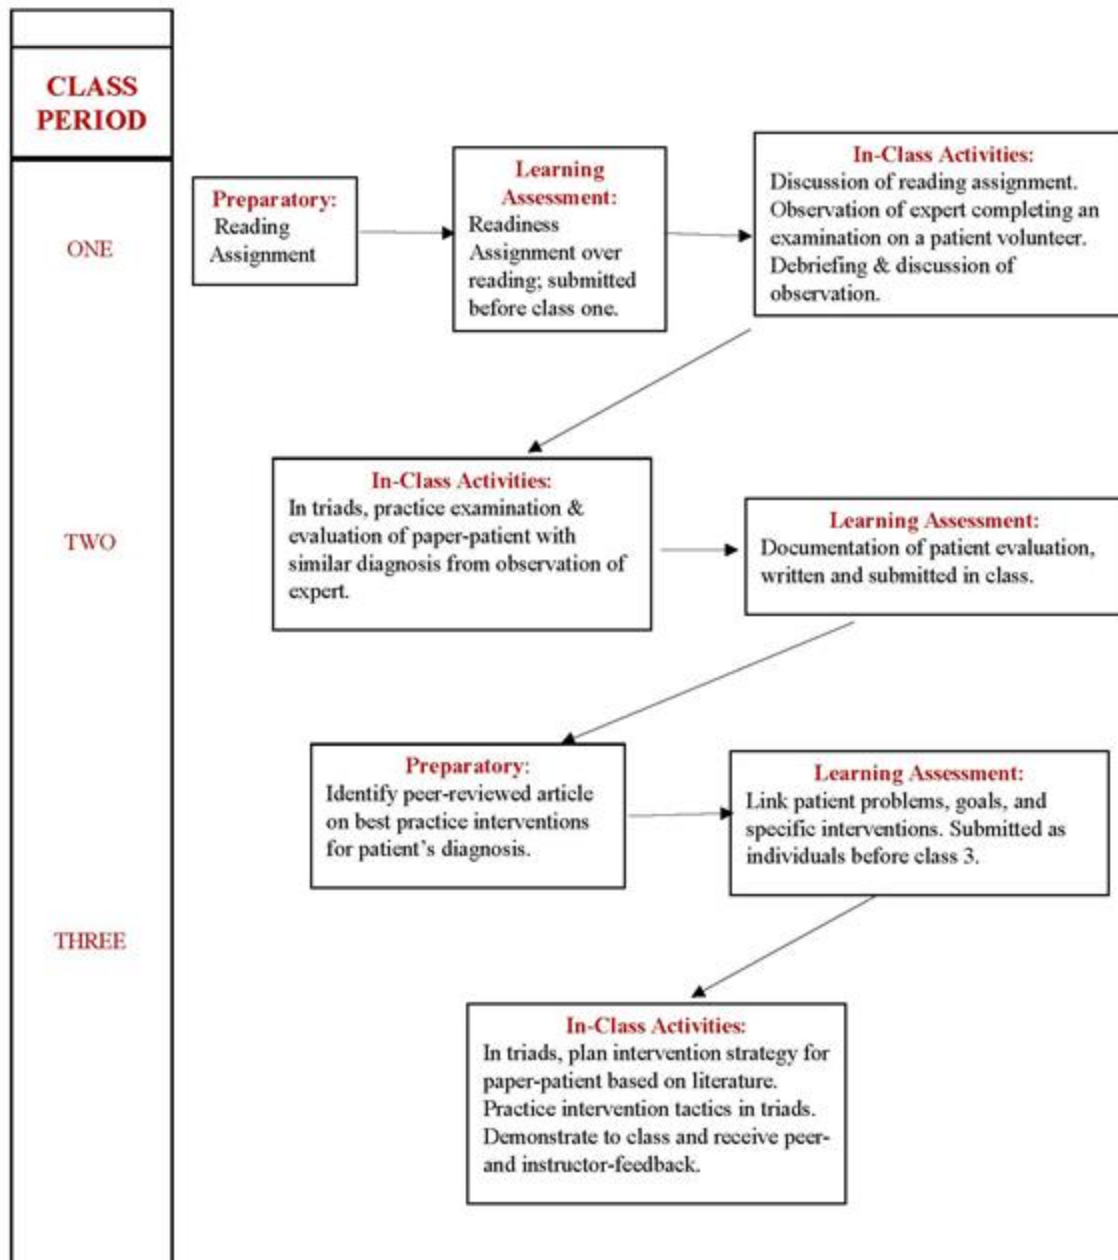 CLASS
PERIOD
ONE
Preparatory:
Reading
Assignment
Learning
Assessment:
Readiness
Assignment over
reading; submitted
before class one.
In-Class Activities:
Discussion of reading assignment.
Observation of expert completing an
examination on a patient volunteer.
Debriefing & discussion of
observation.
TWO
In-Class Activities:
In triads, practice examination &
evaluation of paper-patient with
similar diagnosis from observation of
expert.
Learning Assessment:
Documentation of patient evaluation,
written and submitted in class.
THREE
Preparatory:
Identify peer-reviewed article
on best practice interventions
for patient's diagnosis.
Learning Assessment:
Link patient problems, goals, and
specific interventions. Submitted as
individuals before class 3.
In-Class Activities:
In triads, plan intervention strategy for
paper-patient based on literature.
Practice intervention tactics in triads.
Demonstrate to class and receive peer-
and instructor-feedback.